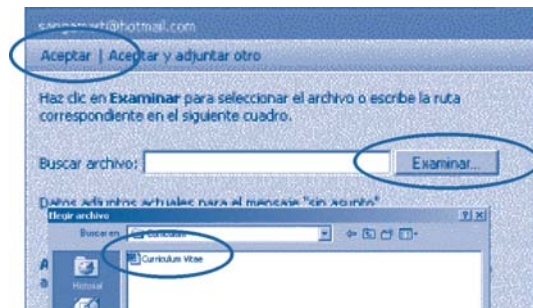 Aceptar | Aceptar y adjuntar otro
Haz clic en Examinar para seleccionar el archivo o escribe la ruta
correspondiente en el siguiente cuadro.
Buscar archivo: Examinar...
Datos adjuntos actuales para el mensaje "sin asunto"
Elegir archivo
Buscar en: Curriculum
Curriculum Vitae
Historial